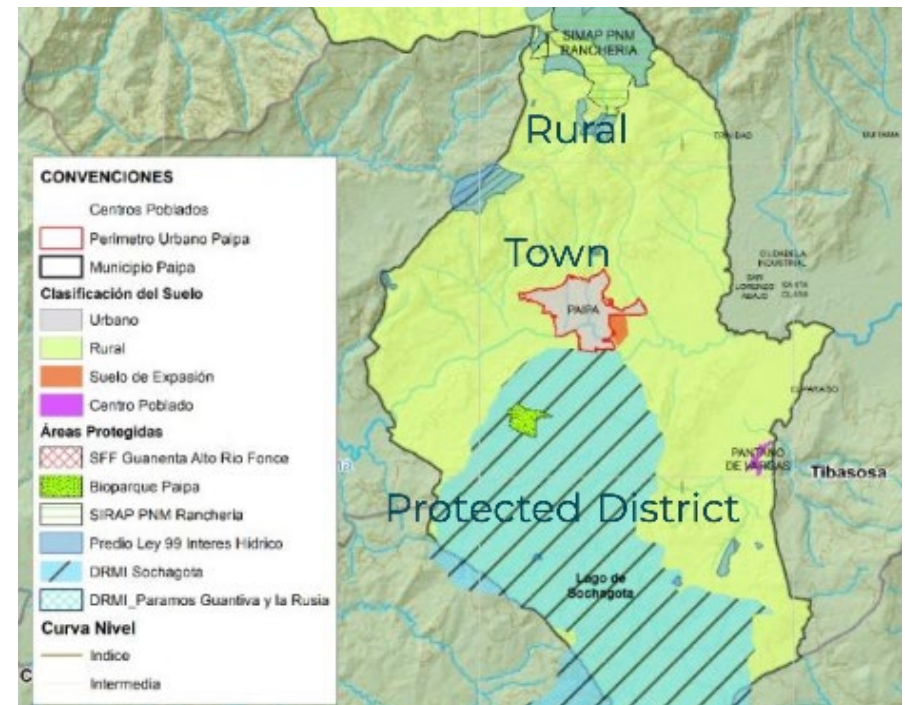 SIMAP PNM
RANCHERIA
Rural
TRINIDAD
CONVENCIONES
Centros Poblados
Perímetro Urbano Paipa
Municipio Paipa
Clasificación del Suelo
Urbano
Rural
Suelo de Expasión
Centro Poblado
Áreas Protegidas
SFF Guanenta Alto Rio Fonce
Bioparque Paipa
SIRAP PNM Rancheria
Predio Ley 99 Interes Hídrico
DRMI Sochagota
DRMI_Paramos Guantiva y la Rusia
Curva Nivel
Indice
Intermedia
Town
CIUDADELA
INDUSTRIAL
SAN
LORENZO
ABAJO
SANTA
CLARA
PAIPA
PANTANO
DE VARGAS
Tibasosa
Protected District
Lago de
Sochagota
C